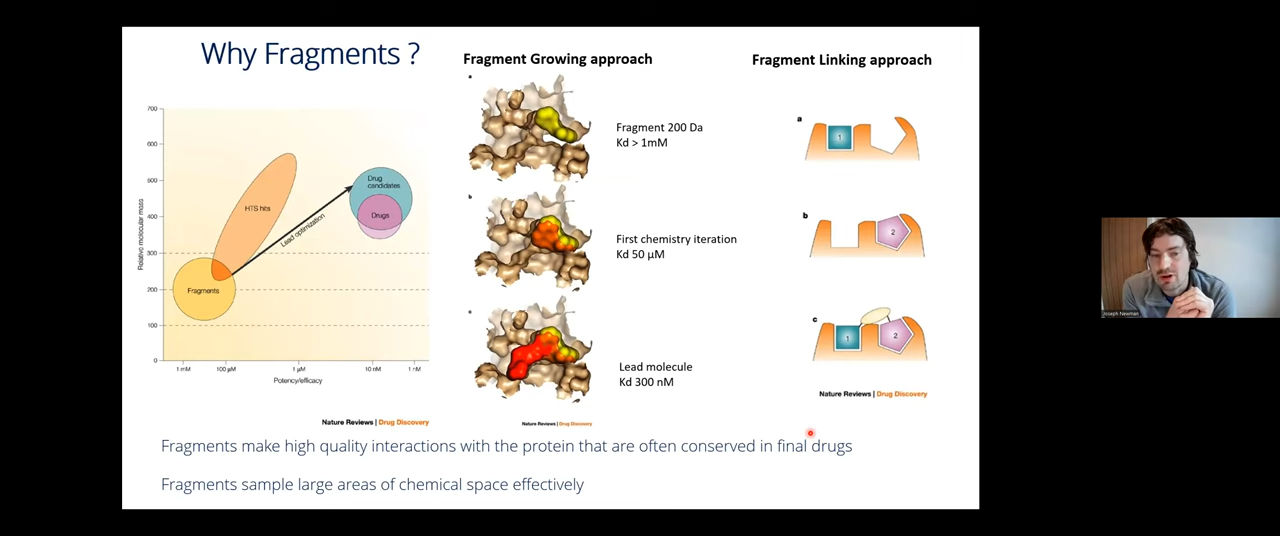 Why Fragments ?
700
600
500
400
300
200
100
0
Relative molecular mass
HTS hits
Fragments
Lead optimization
Drug
candidates
Drugs
1 mM
100 µM
1 µM
10 nM
1 nM
Potency/efficacy
Nature Reviews | Drug Discovery
Fragment Growing approach
a
Fragment 200 Da
Kd > 1mM
b
First chemistry iteration
Kd 50 µM
Lead molecule
Kd 300 nM
Nature Reviews | Drug Discovery
Fragment Linking approach
a
1
b
2
c
1
2
Nature Reviews | Drug Discovery
Fragments make high quality interactions with the protein that are often conserved in final drugs
Fragments sample large areas of chemical space effectively
Joseph Newman